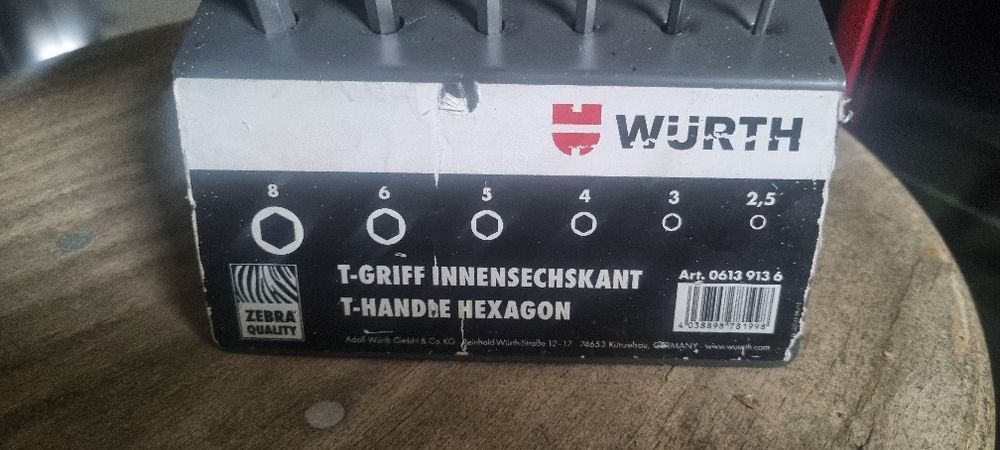 WÜRTH
8 6 5 4 3 2,5
T-GRIFF INNENSECHSKANT
T-HANDLE HEXAGON
ZEBRA
QUALITY
Art. 0613 913 6
4 038898 781998
Adolf Würth GmbH & Co. KG Reinhold-Würth-Straße 12-17 74653 Künzelsau, GERMANY www.wuerth.com